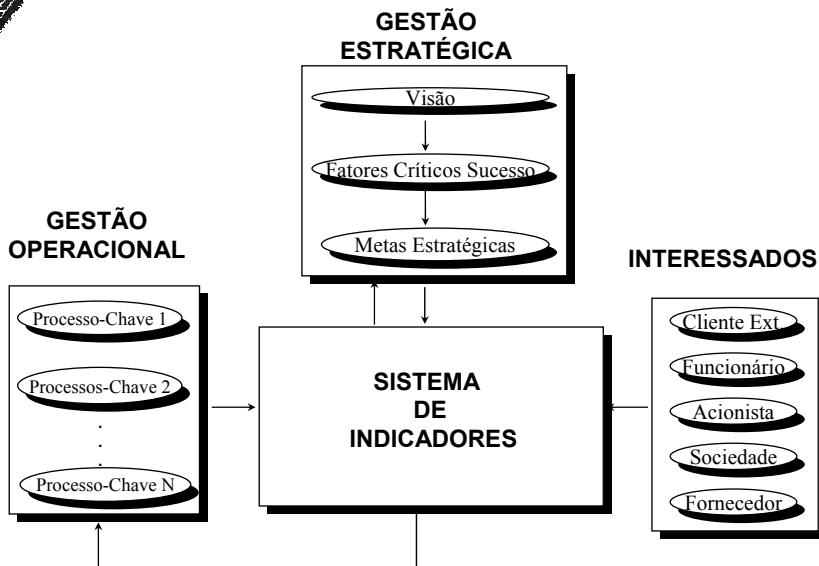 GESTÃO
ESTRATÉGICA
Visão
Fatores Críticos Sucesso
Metas Estratégicas
GESTÃO
OPERACIONAL
Processo-Chave 1
Processos-Chave 2
.
.
.
Processo-Chave N
SISTEMA
DE
INDICADORES
INTERESSADOS
Cliente Ext.
Funcionário
Acionista
Sociedade
Fornecedor